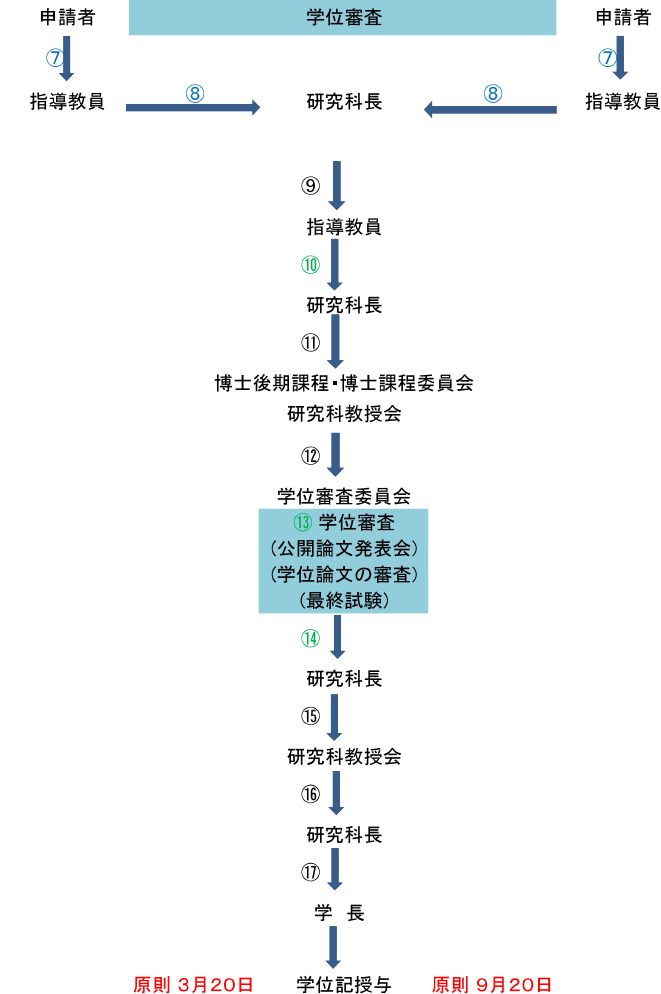 申請者 学位審査 申請者
⑦ ⑦
指導教員 ⑧ 研究科長 ⑧ 指導教員
⑨
指導教員
⑩
研究科長
⑪
博士後期課程・博士課程委員会
研究科教授会
⑫
学位審査委員会
⑬ 学位審査
(公開論文発表会)
(学位論文の審査)
(最終試験)
⑭
研究科長
⑮
研究科教授会
⑯
研究科長
⑰
学 長
原則 3月20日 学位記授与 原則 9月20日